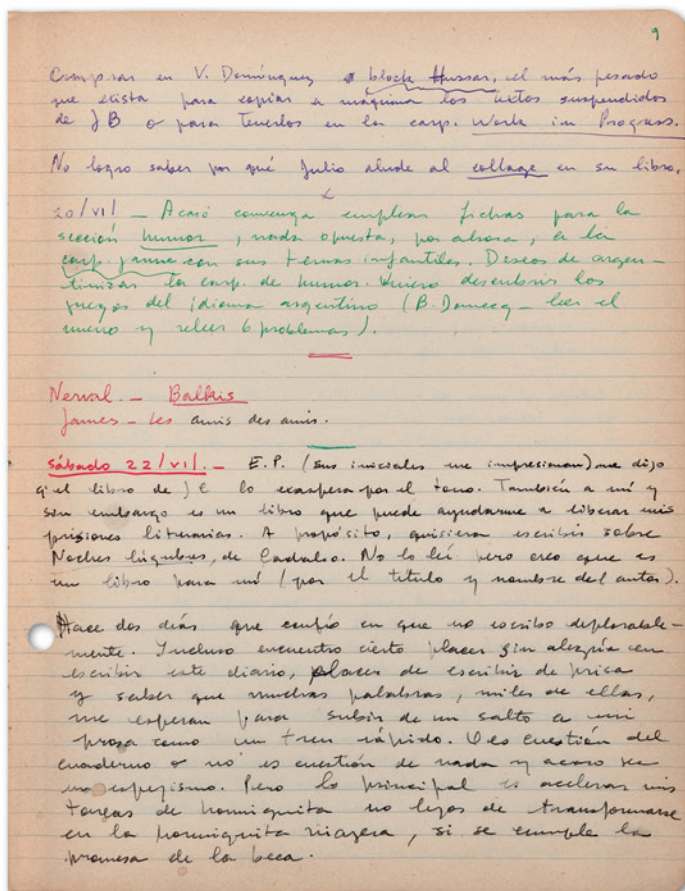 9
Comprar en V. Domínguez block Hussar, el más pesado
que exista para copiar a máquina los textos suspendidos
de JB o para tenerlos en la carp. Work in Progress.
No logro saber por qué Julio alude al collage en su libro.
20/VI/ — Acaso convenga emplear fichas para la
sección humor, nada opuesta, por ahora, a la
carp. jaune con sus temas infantiles. Deseos de argen-
tinizar la carp. de humor. Quiero descubrir los
juegos del idioma argentino (B. Domecq — leer el
nuevo y releer 6 problemas).
Nerval — Balkis
James — Les amis des amis.
Sábado 22/VI/. — E.P. (sus iniciales me impresionan) me dijo
q' el libro de JC lo exaspera por el tono. También a mí y
sin embargo es un libro que puede ayudarme a liberar mis
prisiones literarias. A propósito, quisiera escribir sobre
Noches lúgubres, de Cadalso. No lo leí pero creo que es
un libro para mí (por el título y nombre del autor).
Hace dos días que confío en que no escribo deplorable-
mente. Incluso encuentro cierto placer sin alegría en
escribir este diario, placer de escribir de prisa
y saber que muchas palabras, miles de ellas,
me esperan para subir de un salto a mi
prosa como un tren rápido. O es cuestión del
cuaderno o no es cuestión de nada y acaso sea
un espejismo. Pero lo principal es acelerar mis
tareas de hormiguita no lejos de transformarse
en la hormiguita viajera, si se cumple la
promesa de la beca.